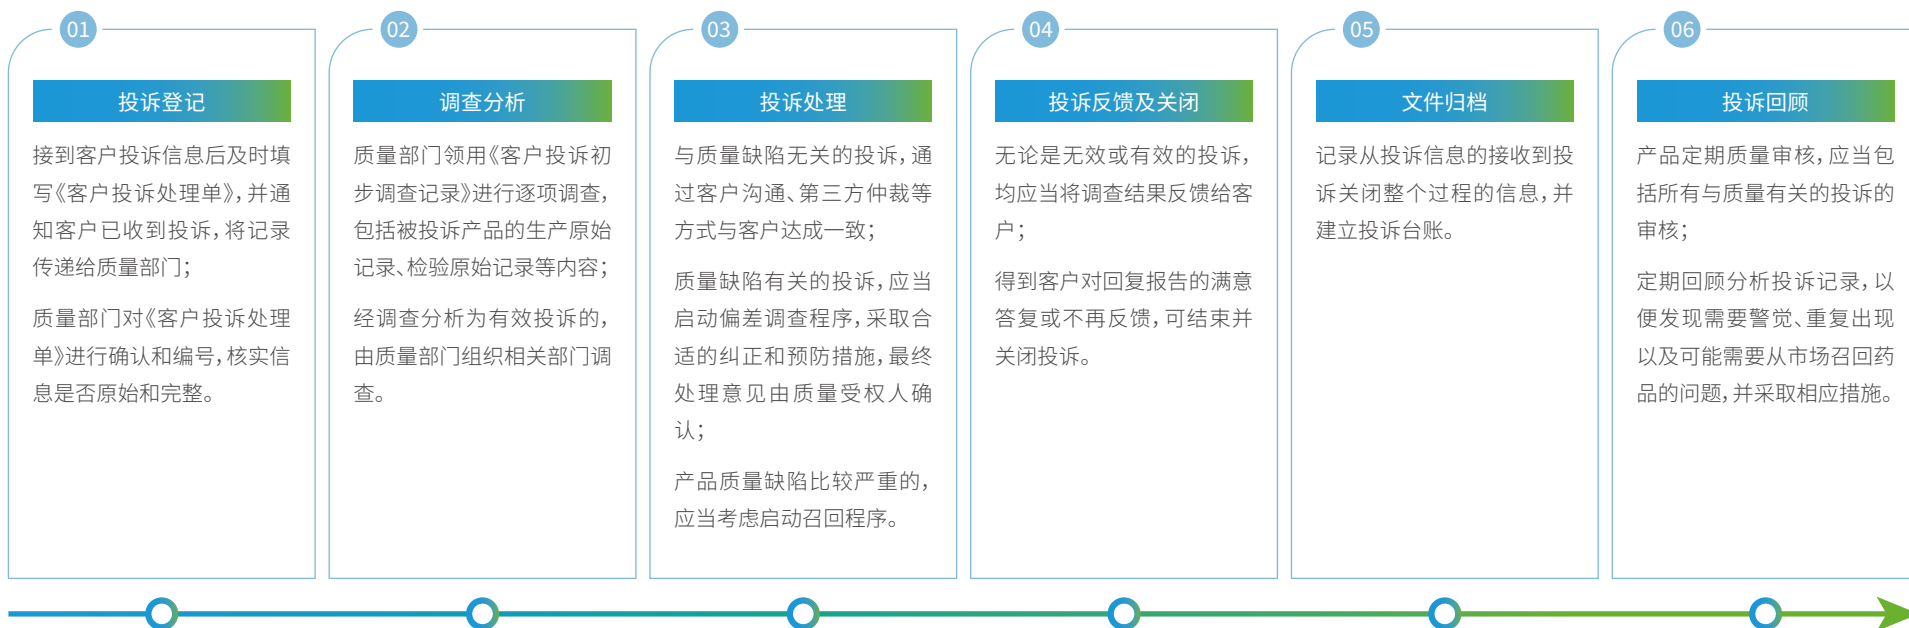 01
投诉登记
接到客户投诉信息后及时填
写《客户投诉处理单》，并通
知客户已收到投诉，将记录
传递给质量部门；
质量部门对《客户投诉处理
单》进行确认和编号，核实信
息是否原始和完整。
02
调查分析
质量部门领用《客户投诉初
步调查记录》进行逐项调查，
包括被投诉产品的生产原始
记录、检验原始记录等内容；
经调查分析为有效投诉的，
由质量部门组织相关部门调
查。
03
投诉处理
与质量缺陷无关的投诉，通
过客户沟通、第三方仲裁等
方式与客户达成一致；
质量缺陷有关的投诉，应当
启动偏差调查程序，采取合
适的纠正和预防措施，最终
处理意见由质量受权人确
认；
产品质量缺陷比较严重的，
应当考虑启动召回程序。
04
投诉反馈及关闭
无论是无效或有效的投诉，
均应当将调查结果反馈给客
户；
得到客户对回复报告的满意
答复或不再反馈，可结束并
关闭投诉。
05
文件归档
记录从投诉信息的接收到投
诉关闭整个过程的信息，并
建立投诉台账。
06
投诉回顾
产品定期质量审核，应当包
括所有与质量有关的投诉的
审核；
定期回顾分析投诉记录，以
便发现需要警觉、重复出现
以及可能需要从市场召回药
品的问题，并采取相应措施。